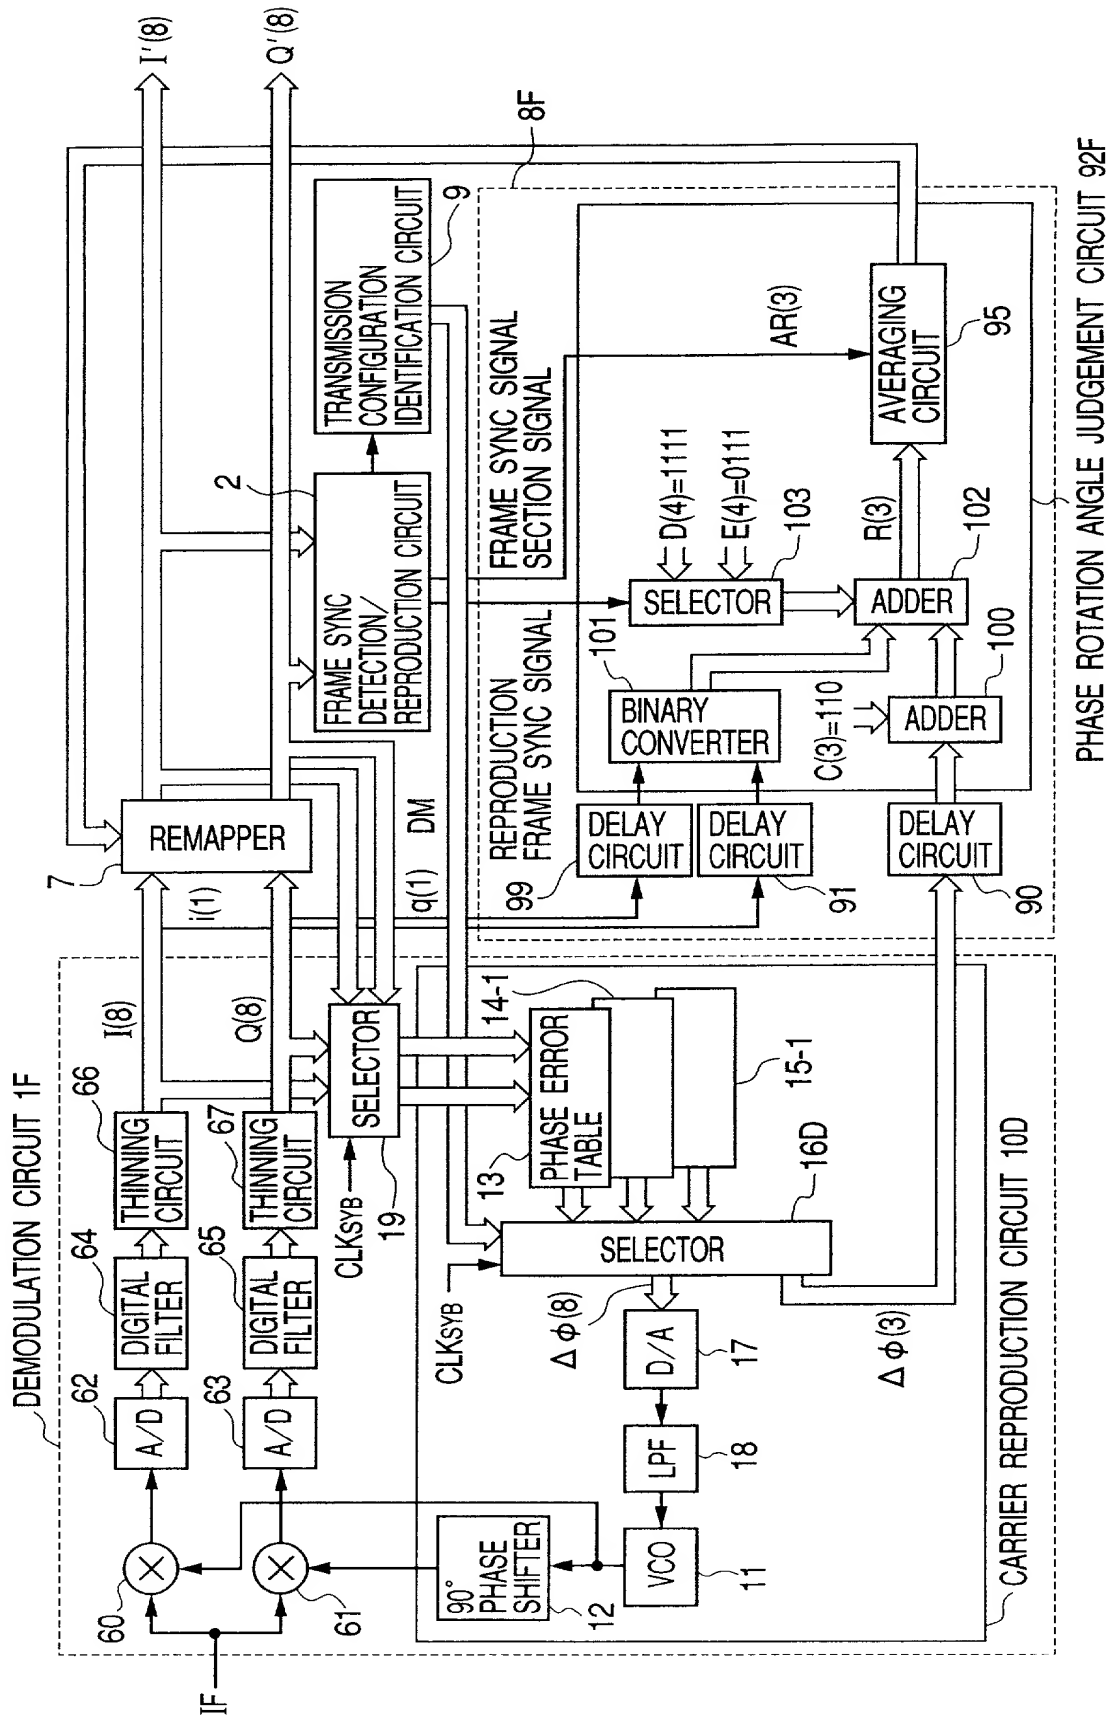 DEMODULATION CIRCUIT 1F
IF
60
61
62
A/D
63
A/D
64
DIGITAL
FILTER
65
DIGITAL
FILTER
66
THINNING
CIRCUIT
67
THINNING
CIRCUIT
I(8)
Q(8)
i(1)
q(1)
7
REMAPPER
I'(8)
Q'(8)
CLKSYB
SELECTOR
19
DM
2
FRAME SYNC
DETECTION/
REPRODUCTION CIRCUIT
TRANSMISSION
CONFIGURATION
IDENTIFICATION CIRCUIT
9
90°
PHASE
SHIFTER
12
VCO
11
LPF
18
D/A
17
Δφ(8)
CLKSYB
SELECTOR
16D
13
PHASE ERROR
TABLE
14-1
15-1
Δφ(3)
CARRIER REPRODUCTION CIRCUIT 10D
REPRODUCTION
FRAME SYNC SIGNAL
FRAME SYNC SIGNAL
SECTION SIGNAL
8F
99
DELAY
CIRCUIT
DELAY
CIRCUIT
91
DELAY
CIRCUIT
90
101
BINARY
CONVERTER
C(3)=110
ADDER
100
SELECTOR
103
D(4)=1111
E(4)=0111
ADDER
102
R(3)
AR(3)
AVERAGING
CIRCUIT
95
PHASE ROTATION ANGLE JUDGEMENT CIRCUIT 92F